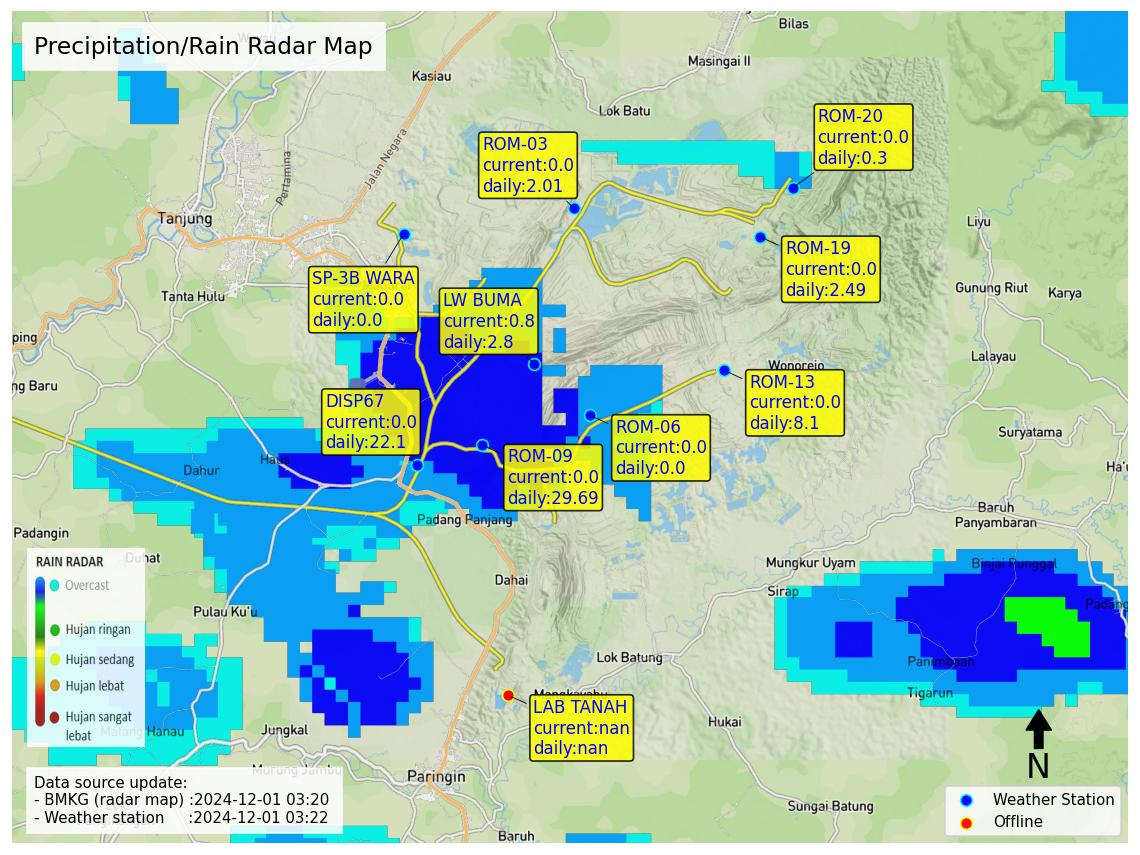 Precipitation/Rain Radar Map
Bilas
Masingai II
Kasiau
Lok Batu
Jalan Negara
Pertamina
Tanjung
Tanta Hulu
ROM-03
current:0.0
daily:2.01
ROM-20
current:0.0
daily:0.3
ROM-19
current:0.0
daily:2.49
SP-3B WARA
current:0.0
daily:0.0
LW BUMA
current:0.8
daily:2.8
Liyu
Gunung Riut
Karya
Lalayau
ping
ng Baru
Wonorejo
ROM-13
current:0.0
daily:8.1
DISP67
current:0.0
daily:22.1
ROM-06
current:0.0
daily:0.0
ROM-09
current:0.0
daily:29.69
Suryatama
Ha'u
Haus
Dahur
Padang Panjang
Baruh
Panyambaran
Padangin
Dahai
Mungkur Uyam
Sirap
Binjai Punggal
Padang
Panimbaan
Tigarun
RAIN RADAR
Overcast
Hujan ringan
Hujan sedang
Hujan lebat
Hujan sangat
lebat
Pulau Ku'u
Lok Batung
Mangkayahu
LAB TANAH
current:nan
daily:nan
Hukai
Jungkal
Murung Jambu
Paringin
Baruh
Sungai Batung
N
Data source update:
- BMKG (radar map) :2024-12-01 03:20
- Weather station :2024-12-01 03:22
Weather Station
Offline